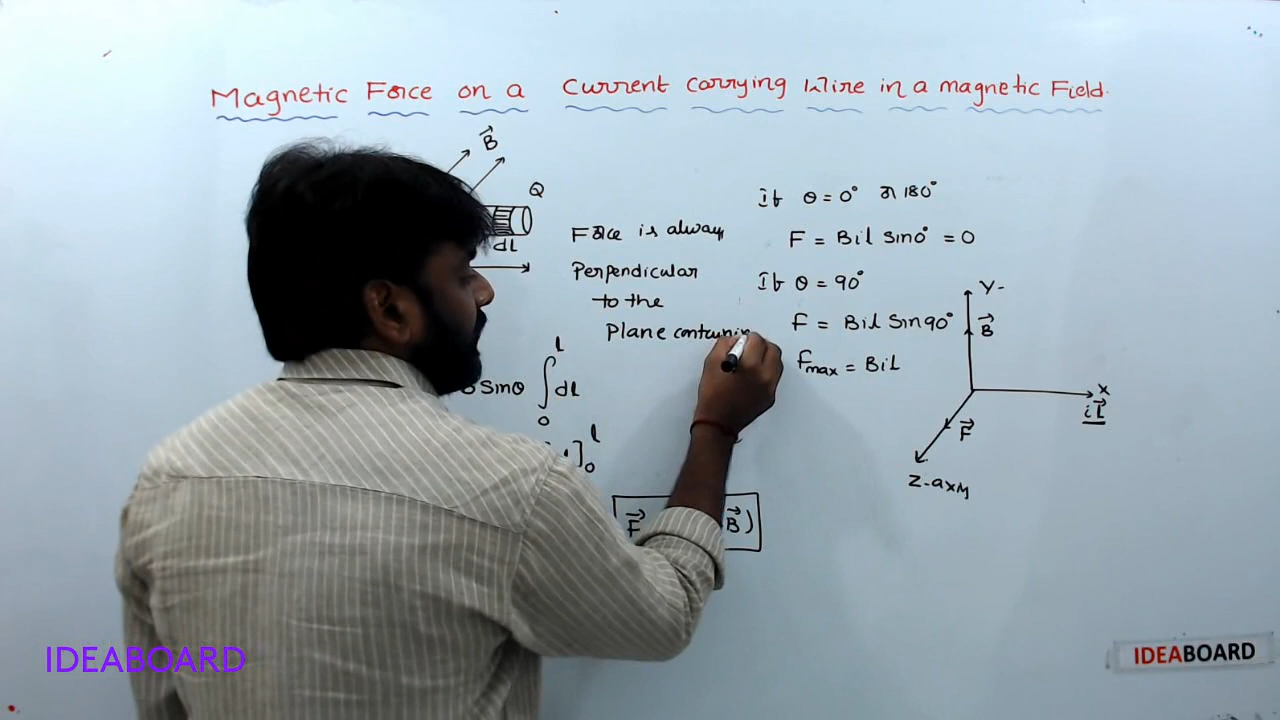 Magnetic Force on a Current carrying Wire in a magnetic Field.
B
Q
dl
Force is always
Perpendicular
to the
Plane containin
Sinθ ∫ dl
l
0
]
l
0
F B)
If θ = 0° or 180°
F = Bil Sin0° = 0
If θ = 90°
F = Bil Sin90°
Fmax = Bil
Y-
B
X
il
F
Z-axis
IDEABOARD
IDEABOARD